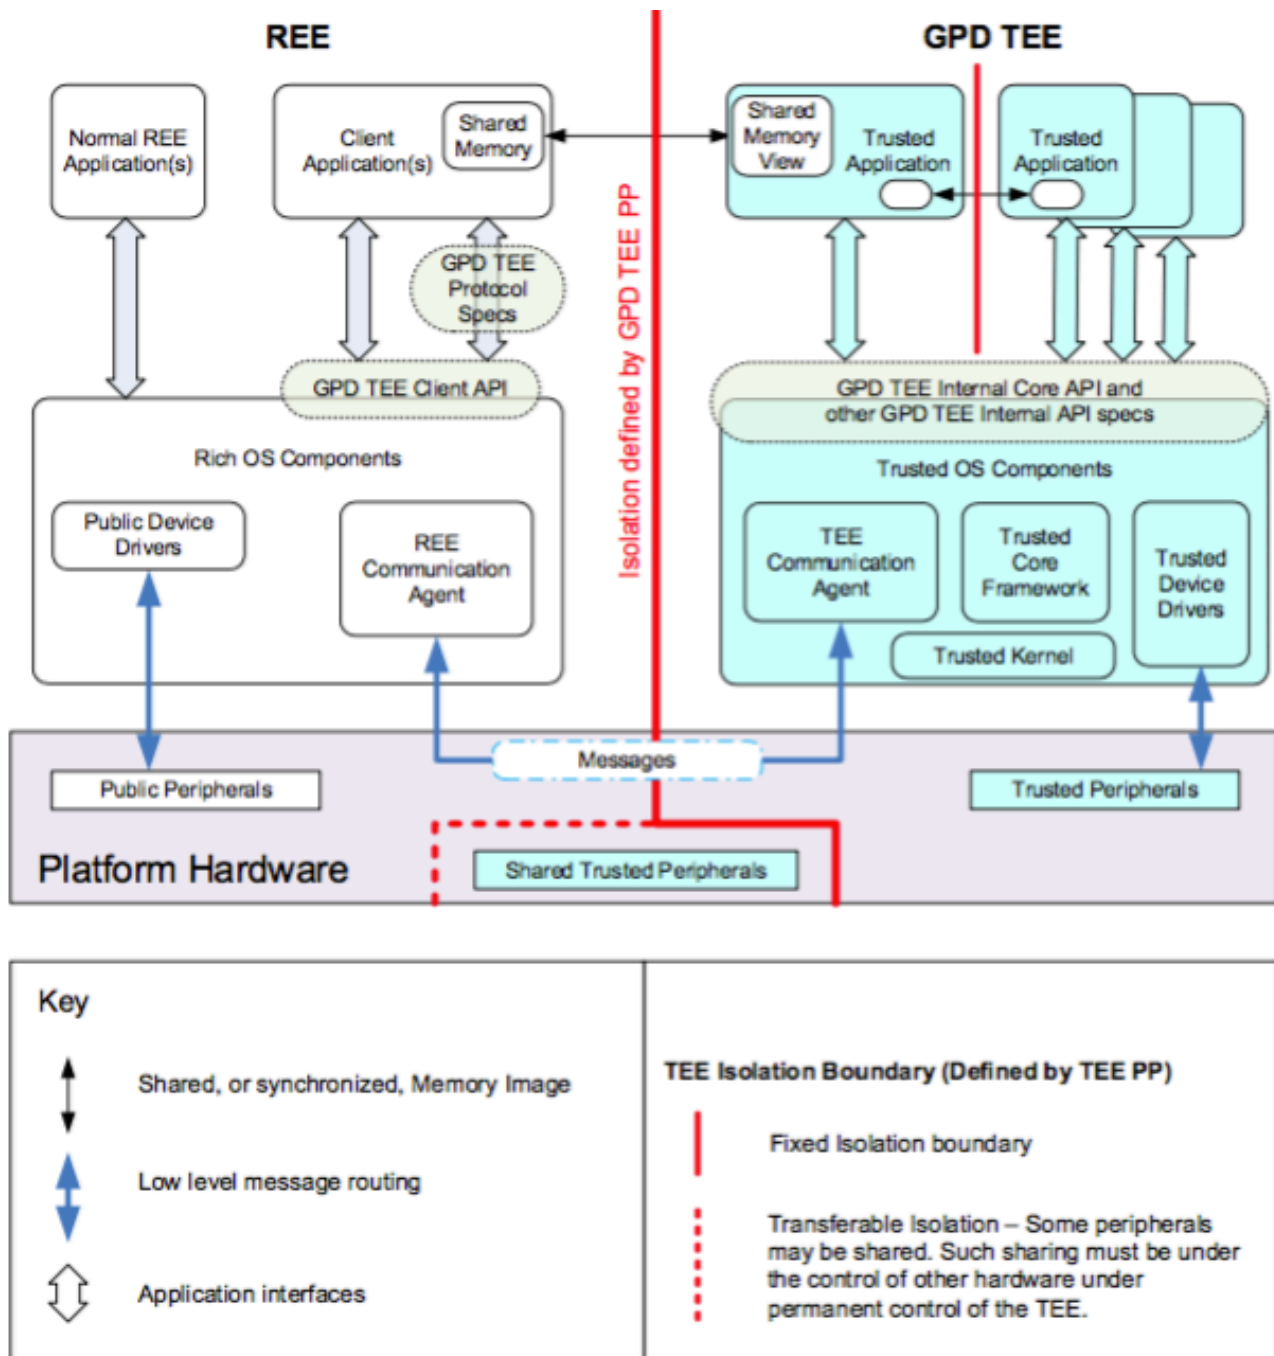 REE
GPD TEE
Normal REE
Application(s)
Client
Application(s)
Shared
Memory
Shared
Memory
View
Trusted
Application
Trusted
Application
GPD TEE
Protocol
Specs
Isolation defined by GPD TEE PP
GPD TEE Client API
GPD TEE Internal Core API and
other GPD TEE Internal API specs
Rich OS Components
Trusted OS Components
Public Device
Drivers
REE
Communication
Agent
TEE
Communication
Agent
Trusted
Core
Framework
Trusted
Device
Drivers
Trusted Kernel
Messages
Public Peripherals
Trusted Peripherals
Platform Hardware
Shared Trusted Peripherals
Key
Shared, or synchronized, Memory Image
Low level message routing
Application interfaces
TEE Isolation Boundary (Defined by TEE PP)
Fixed Isolation boundary
Transferable Isolation – Some peripherals
may be shared. Such sharing must be under
the control of other hardware under
permanent control of the TEE.